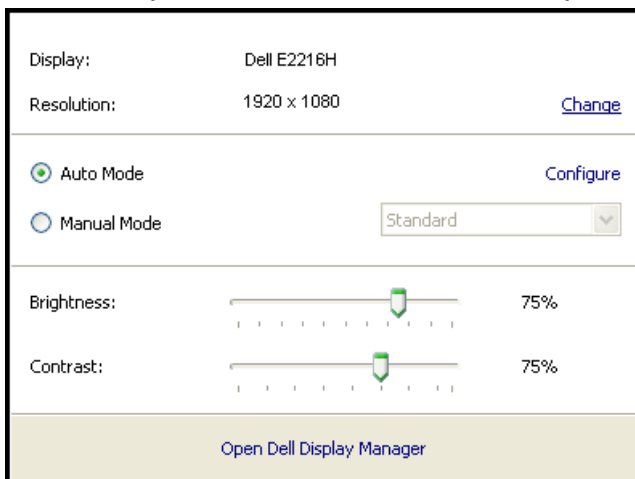 Display: Dell E2216H
Resolution: 1920 x 1080 Change
Auto Mode Configure
Manual Mode Standard
Brightness: 75%
Contrast: 75%
Open Dell Display Manager